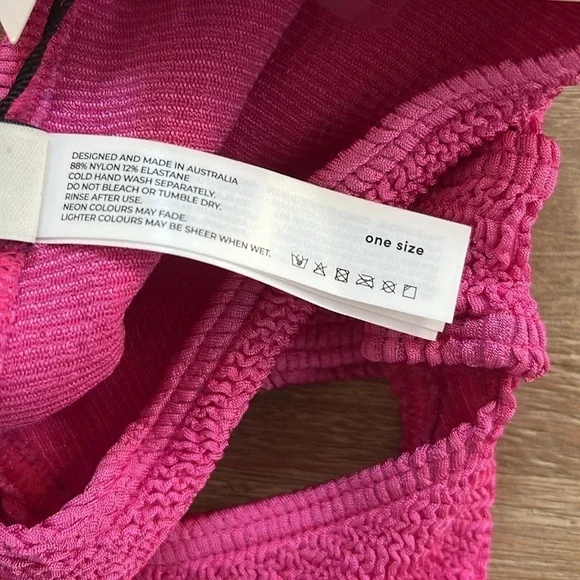 DESIGNED AND MADE IN AUSTRALIA
88% NYLON 12% ELASTANE
COLD HAND WASH SEPARATELY.
DO NOT BLEACH OR TUMBLE DRY.
RINSE AFTER USE.
NEON COLOURS MAY FADE.
LIGHTER COLOURS MAY BE SHEER WHEN WET.
one size